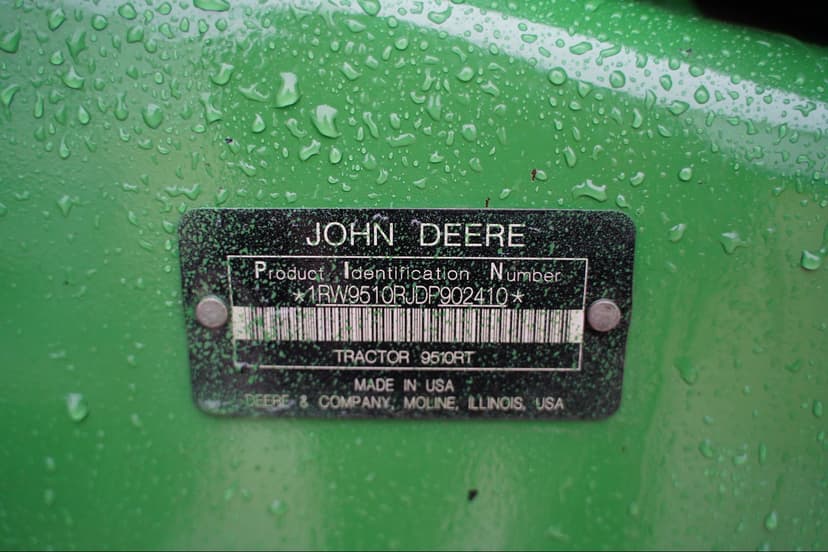 JOHN DEERE
Product Identification Number
*1RW9510RJDP902410*
TRACTOR 9510RT
MADE IN USA
DEERE & COMPANY, MOLINE, ILLINOIS, USA